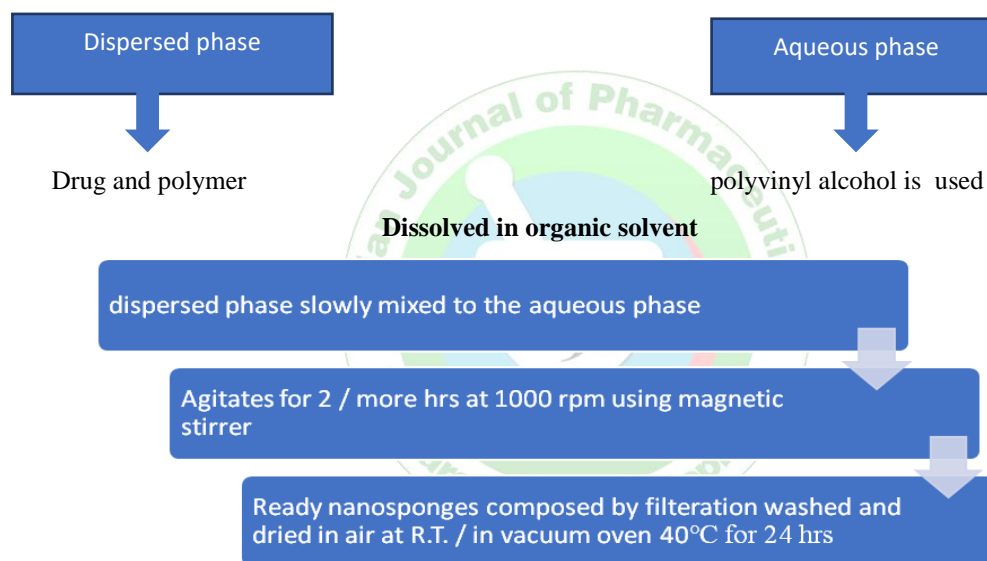 Dispersed phase
Aqueous phase
Drug and polymer
polyvinyl alcohol is used
Dissolved in organic solvent
dispersed phase slowly mixed to the aqueous phase
Agitates for 2 / more hrs at 1000 rpm using magnetic
stirrer
Ready nanosponges composed by filteration washed and
dried in air at R.T. / in vacuum oven 40°C for 24 hrs
Journal of